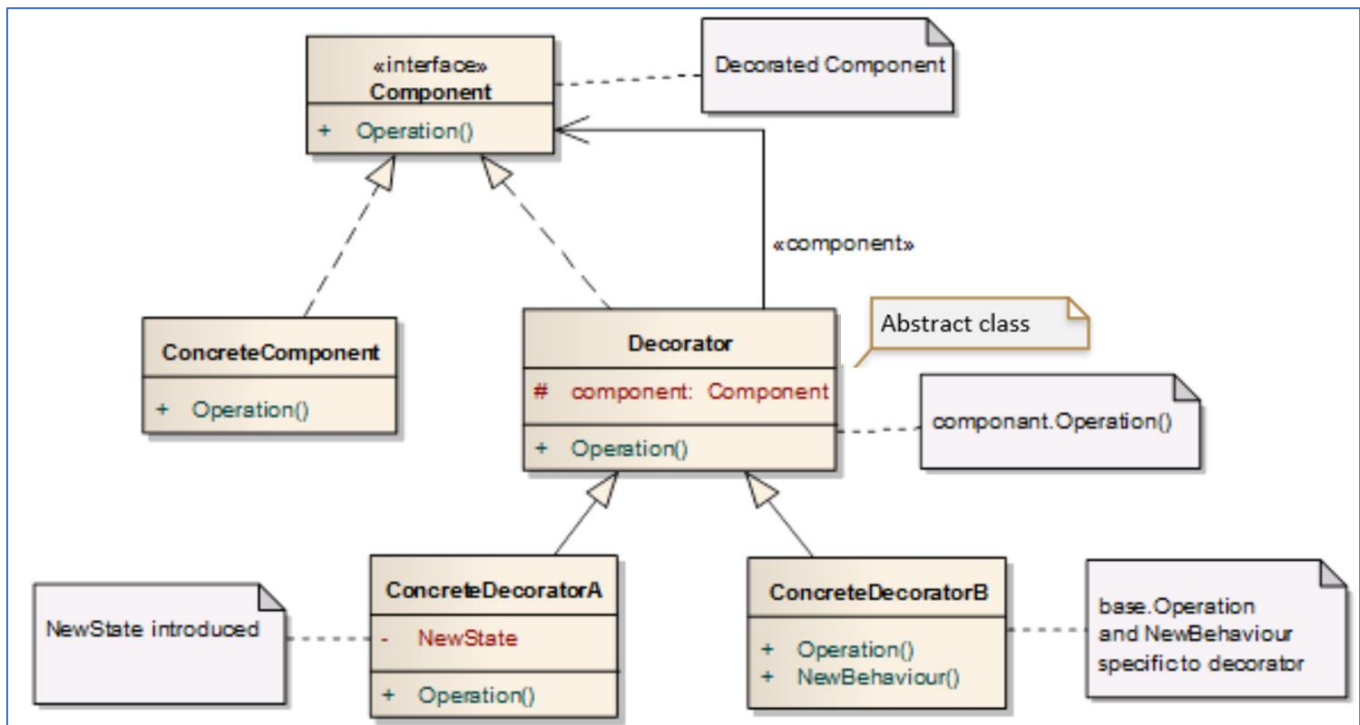 «interface»
Component
+ Operation()
Decorated Component
«component»
ConcreteComponent
+ Operation()
Decorator
# component: Component
+ Operation()
Abstract class
componant.Operation()
NewState introduced
ConcreteDecoratorA
- NewState
+ Operation()
ConcreteDecoratorB
+ Operation()
+ NewBehaviour()
base.Operation
and NewBehaviour
specific to decorator